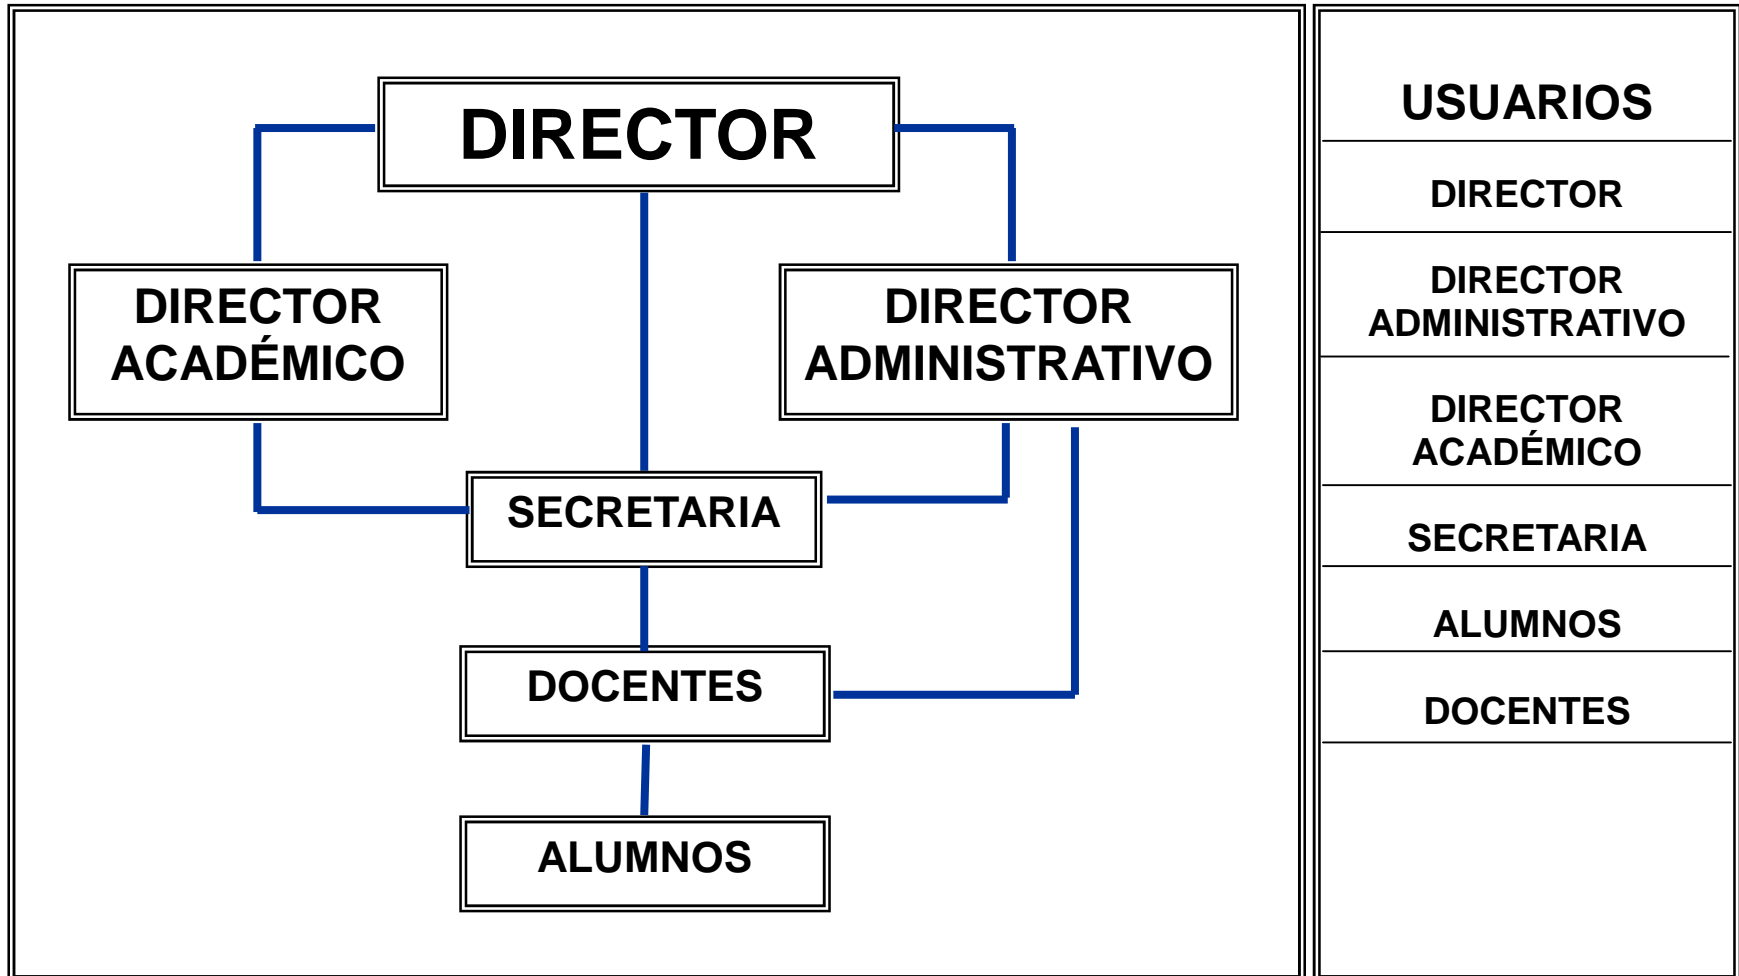 DIRECTOR
DIRECTOR
ACADÉMICO
DIRECTOR
ADMINISTRATIVO
SECRETARIA
DOCENTES
ALUMNOS
USUARIOS
DIRECTOR
DIRECTOR
ADMINISTRATIVO
DIRECTOR
ACADÉMICO
SECRETARIA
ALUMNOS
DOCENTES